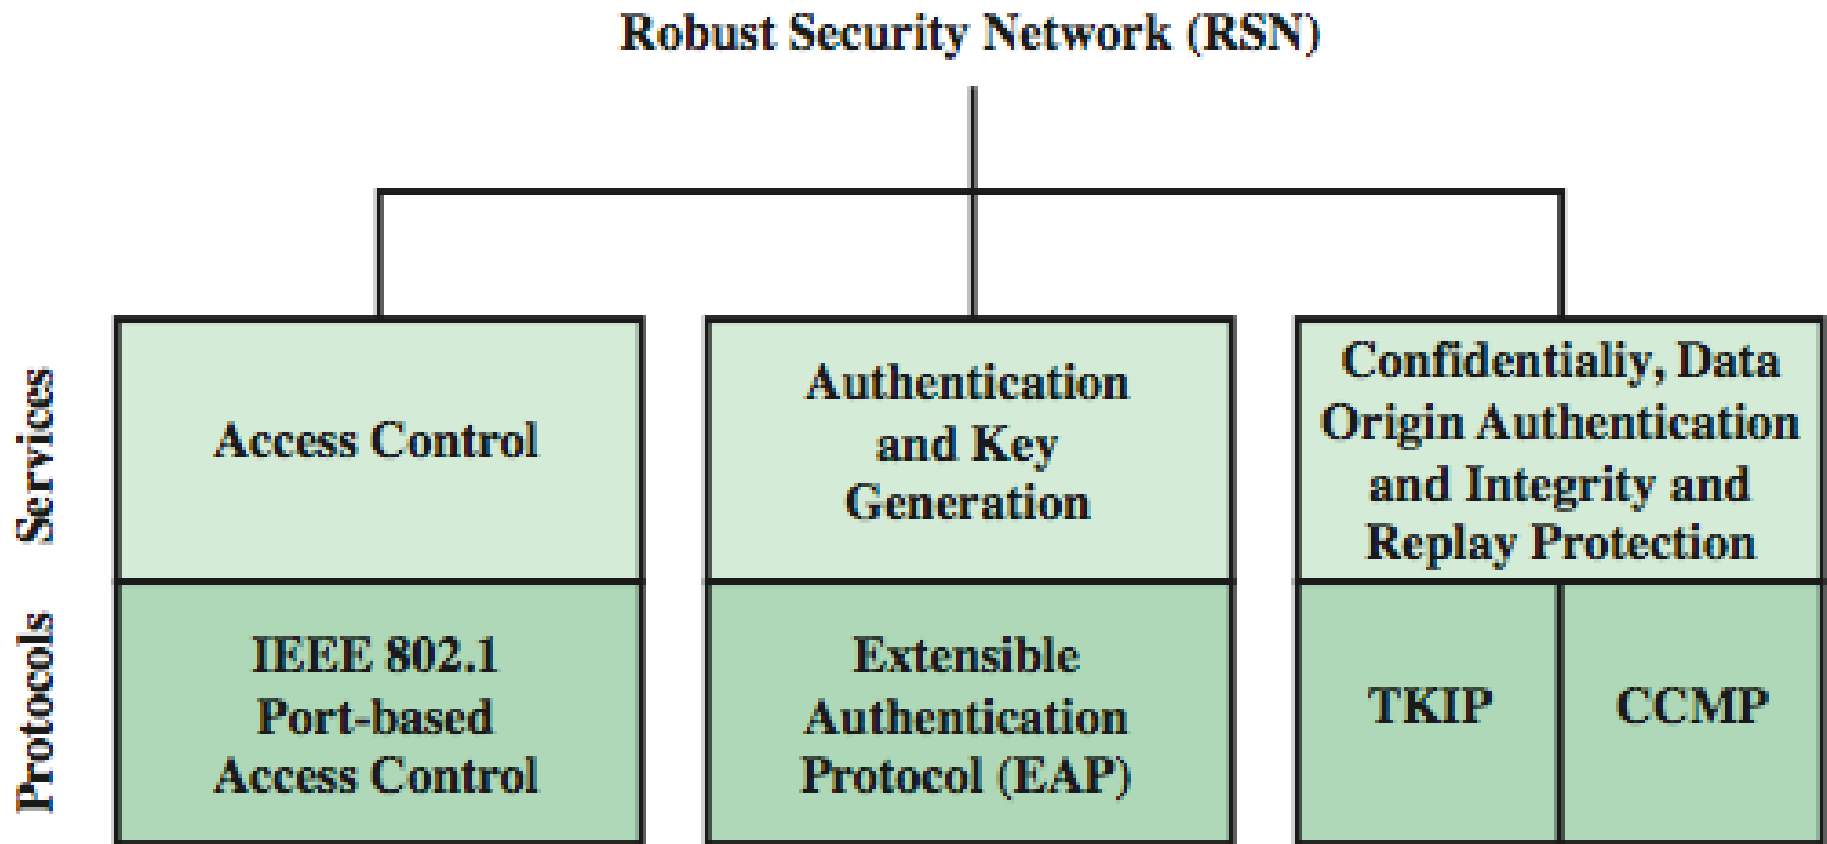 Robust Security Network (RSN)
Services
Access Control
Authentication
and Key
Generation
Confidentialiy, Data
Origin Authentication
and Integrity and
Replay Protection
Protocols
IEEE 802.1
Port-based
Access Control
Extensible
Authentication
Protocol (EAP)
TKIP
CCMP